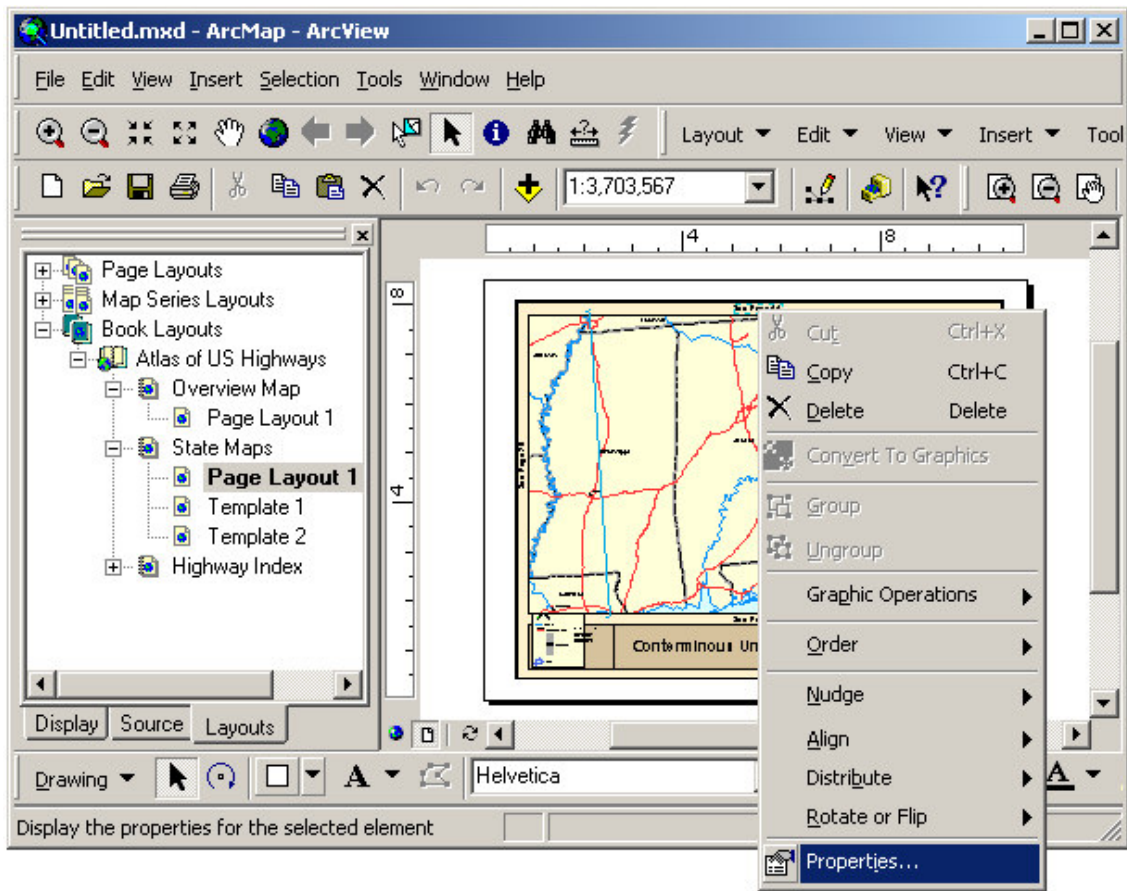 Untitled.mxd - ArcMap - ArcView
File Edit View Insert Selection Tools Window Help
Layout Edit View Insert Tool
1:3,703,567
Page Layouts
Map Series Layouts
Book Layouts
Atlas of US Highways
Overview Map
Page Layout 1
State Maps
Page Layout 1
Template 1
Template 2
Highway Index
Display Source Layouts
4 8
8
4
Conterminous Un
Cut Ctrl+X
Copy Ctrl+C
Delete Delete
Convert To Graphics
Group
Ungroup
Graphic Operations
Order
Nudge
Align
Distribute
Rotate or Flip
Properties...
Drawing A Helvetica A
Display the properties for the selected element